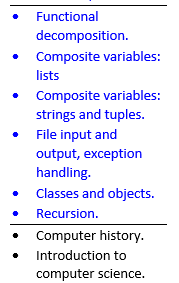 • Functional
decomposition.
• Composite variables:
lists
• Composite variables:
strings and tuples.
• File input and
output, exception
handling.
• Classes and objects.
• Recursion.
• Computer history.
• Introduction to
computer science.